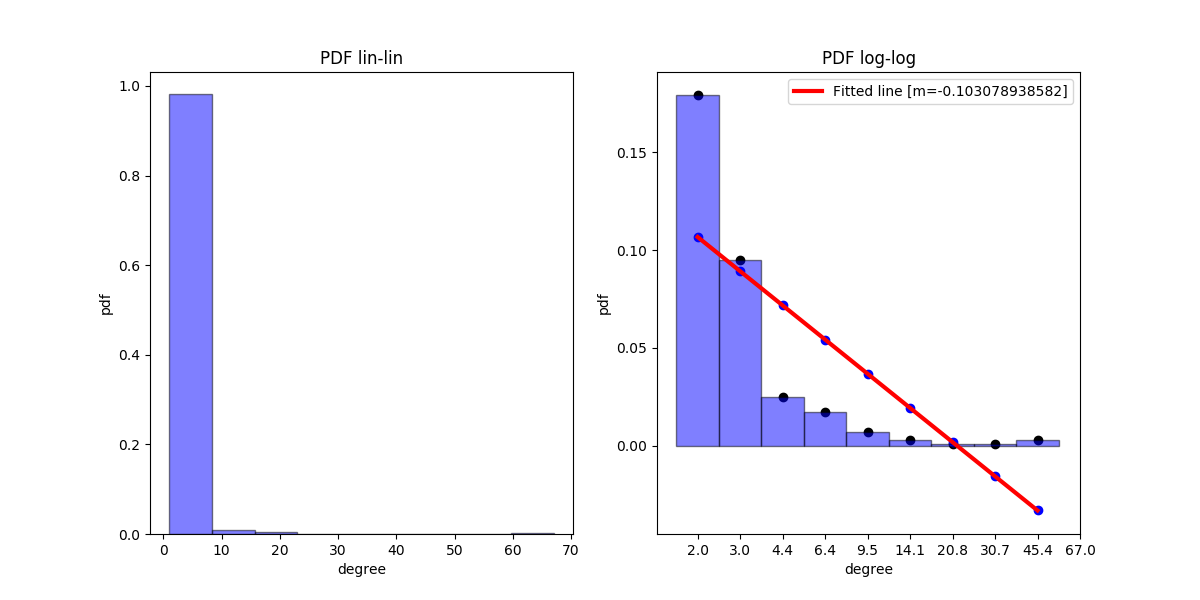 PDF lin-lin
1.0
0.8
0.6
0.4
0.2
0.0
pdf
0 10 20 30 40 50 60 70
degree
PDF log-log
Fitted line [m=-0.103078938582]
0.15
0.10
0.05
0.00
pdf
2.0 3.0 4.4 6.4 9.5 14.1 20.8 30.7 45.4 67.0
degree